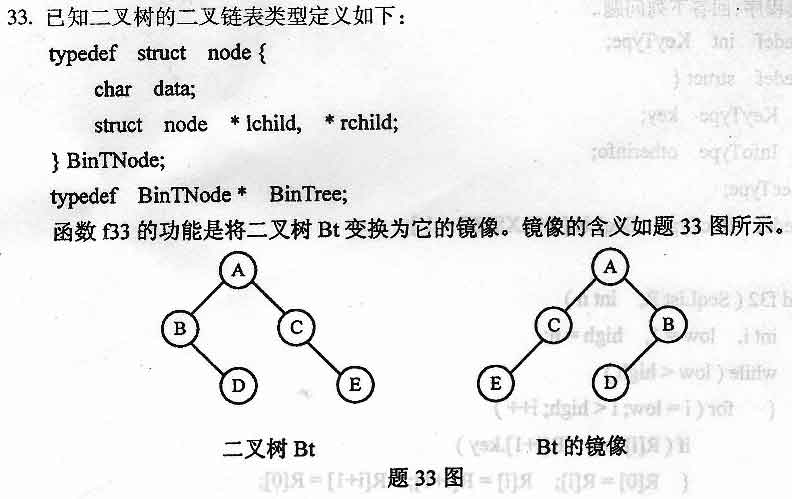 33. 已知二叉树的二叉链表类型定义如下：
typedef struct node {
char data;
struct node * lchild, * rchild;
} BinTNode;
typedef BinTNode * BinTree;
函数 f33 的功能是将二叉树 Bt 变换为它的镜像。镜像的含义如题 33 图所示。
A A
B C C B
D E E D
二叉树 Bt Bt 的镜像
题 33 图